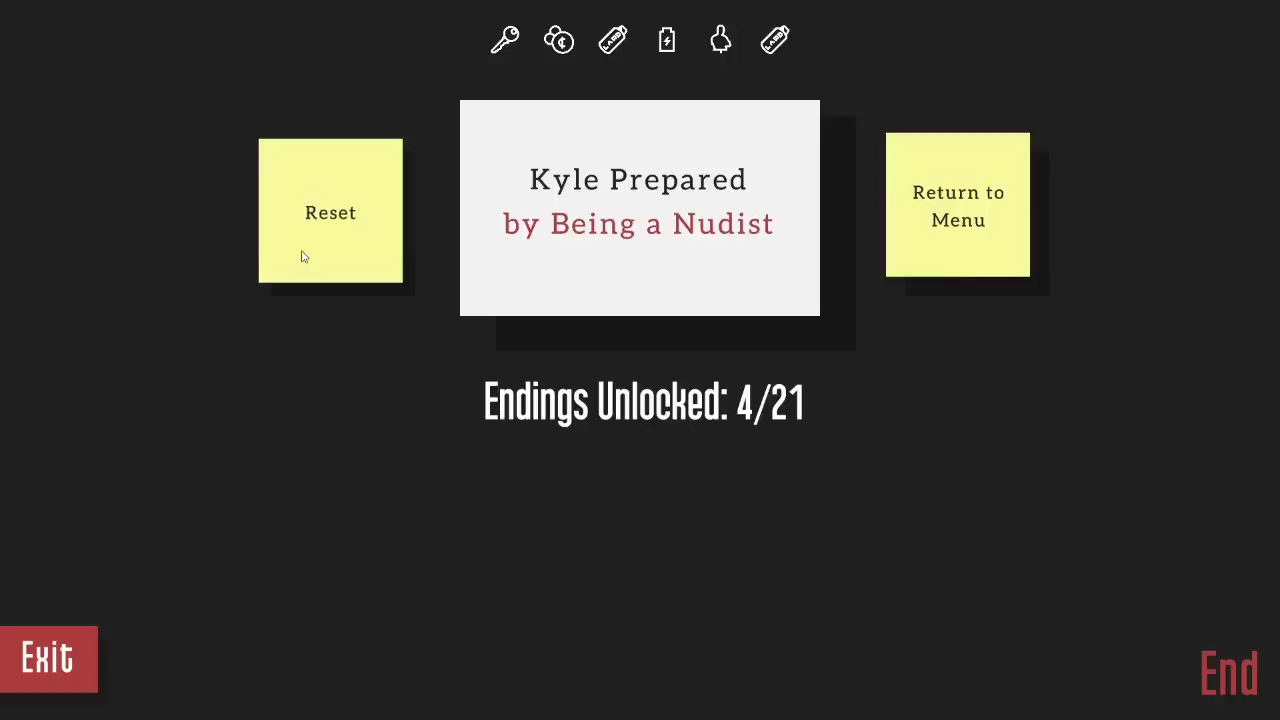 Kyle Prepared
by Being a Nudist
Reset
Return to
Menu
Endings Unlocked: 4/21
Exit
End